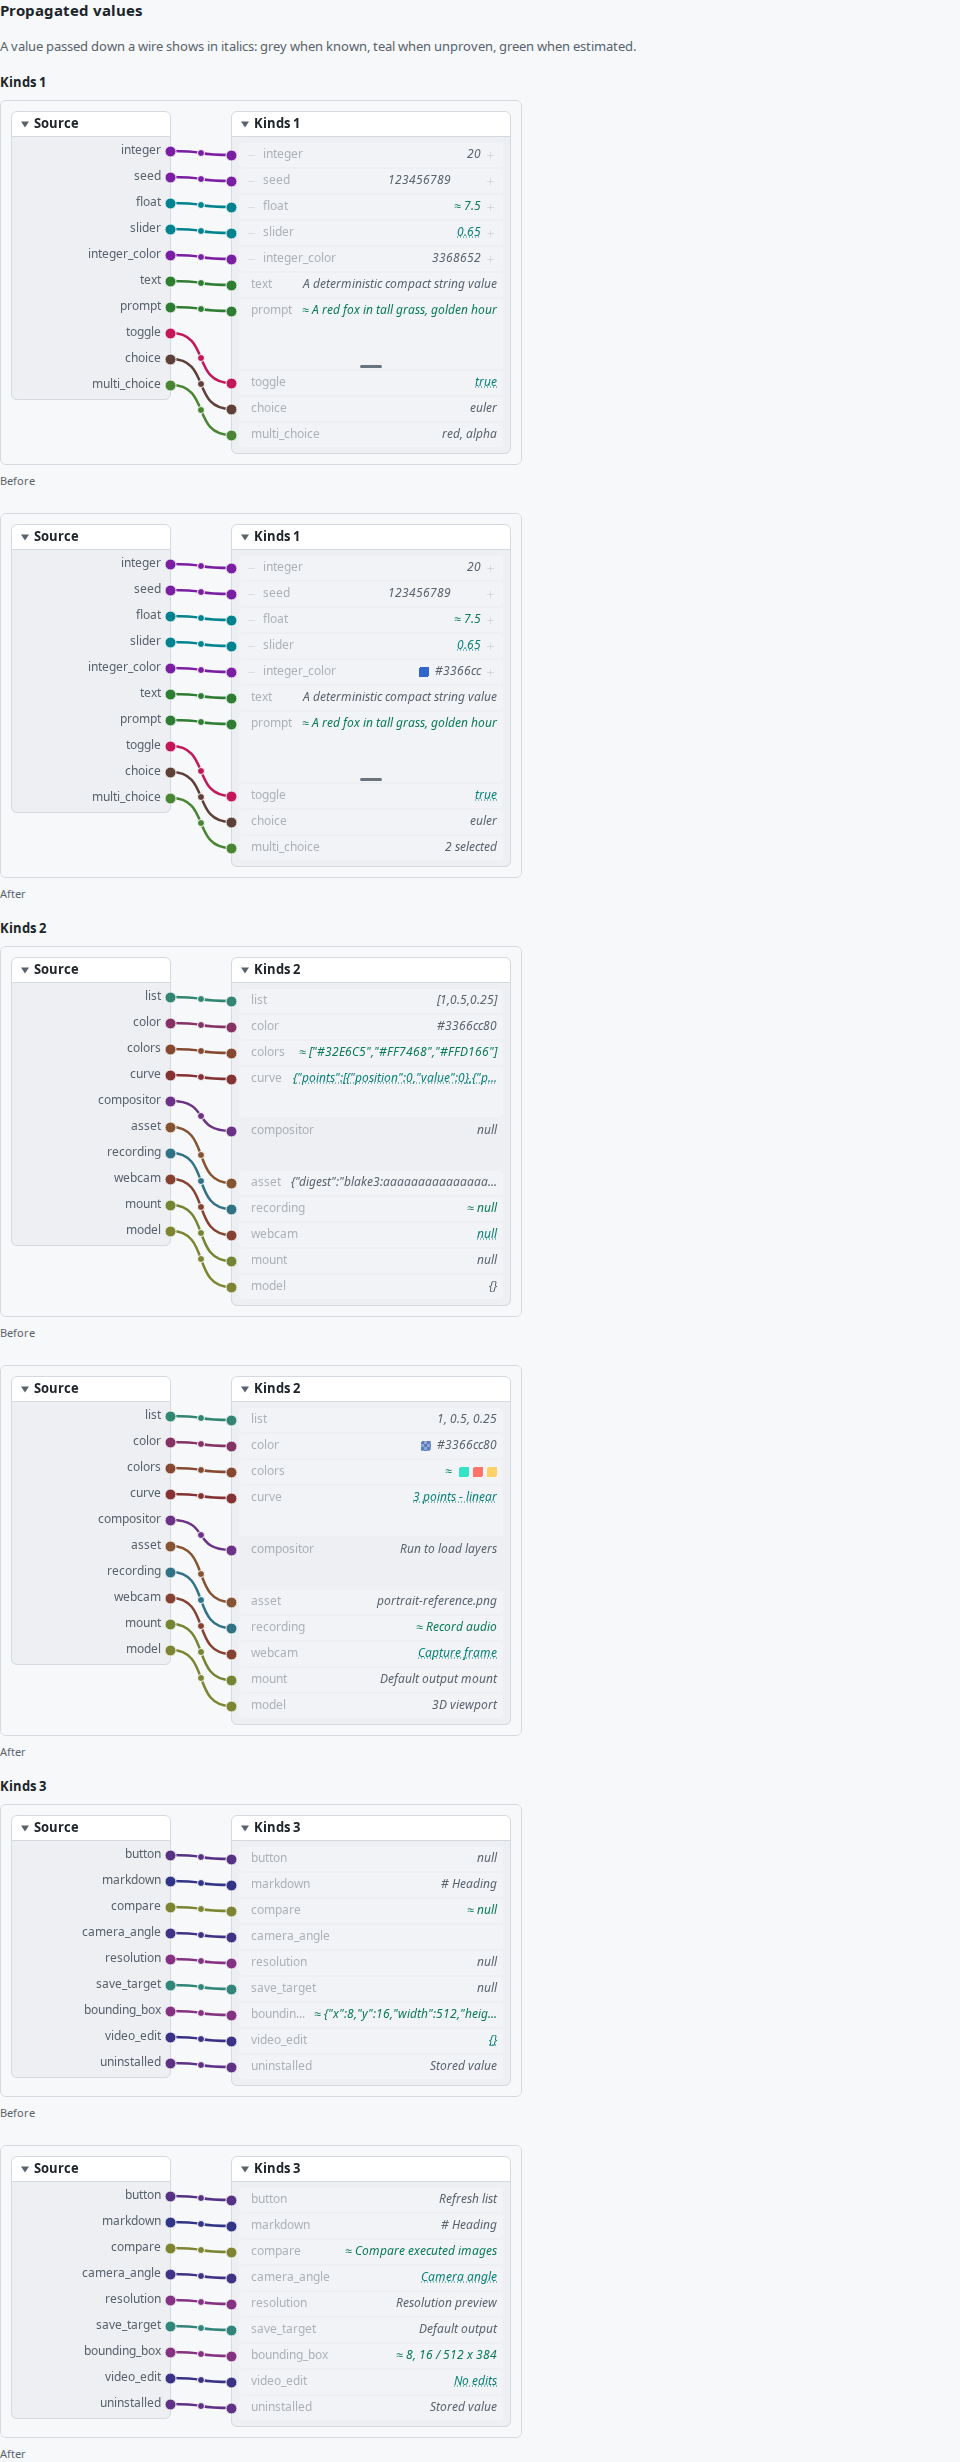 Propagated values
A value passed down a wire shows in italics: grey when known, teal when unproven, green when estimated.
Kinds 1
Source
Kinds 1
integer
− integer 20 +
seed
− seed 123456789 +
float
− float ≈ 7.5 +
slider
− slider 0.65 +
integer_color
− integer_color 3368652 +
text
text A deterministic compact string value
prompt
prompt ≈ A red fox in tall grass, golden hour
toggle
choice
multi_choice
toggle true
choice euler
multi_choice red, alpha
Before
Source
Kinds 1
integer
− integer 20 +
seed
− seed 123456789 +
float
− float ≈ 7.5 +
slider
− slider 0.65 +
integer_color
− integer_color #3366cc +
text
text A deterministic compact string value
prompt
prompt ≈ A red fox in tall grass, golden hour
toggle
choice
multi_choice
toggle true
choice euler
multi_choice 2 selected
After
Kinds 2
Source
Kinds 2
list
list [1,0.5,0.25]
color
color #3366cc80
colors
colors ≈ ["#32E6C5","#FF7468","#FFD166"]
curve
curve {"points":[{"position":0,"value":0},{"p...
compositor
asset
compositor null
recording
webcam
asset {"digest":"blake3:aaaaaaaaaaaaaaa...
mount
recording ≈ null
model
webcam null
mount null
model {}
Before
Source
Kinds 2
list
list 1, 0.5, 0.25
color
color #3366cc80
colors
colors ≈
curve
curve 3 points - linear
compositor
asset
compositor Run to load layers
recording
webcam
asset portrait-reference.png
mount
recording ≈ Record audio
model
webcam Capture frame
mount Default output mount
model 3D viewport
After
Kinds 3
Source
Kinds 3
button
button null
markdown
markdown # Heading
compare
compare ≈ null
camera_angle
camera_angle
resolution
resolution null
save_target
save_target null
bounding_box
boundin... ≈ {"x":8,"y":16,"width":512,"heig...
video_edit
video_edit {}
uninstalled
uninstalled Stored value
Before
Source
Kinds 3
button
button Refresh list
markdown
markdown # Heading
compare
compare ≈ Compare executed images
camera_angle
camera_angle Camera angle
resolution
resolution Resolution preview
save_target
save_target Default output
bounding_box
bounding_box ≈ 8, 16 / 512 x 384
video_edit
video_edit No edits
uninstalled
uninstalled Stored value
After